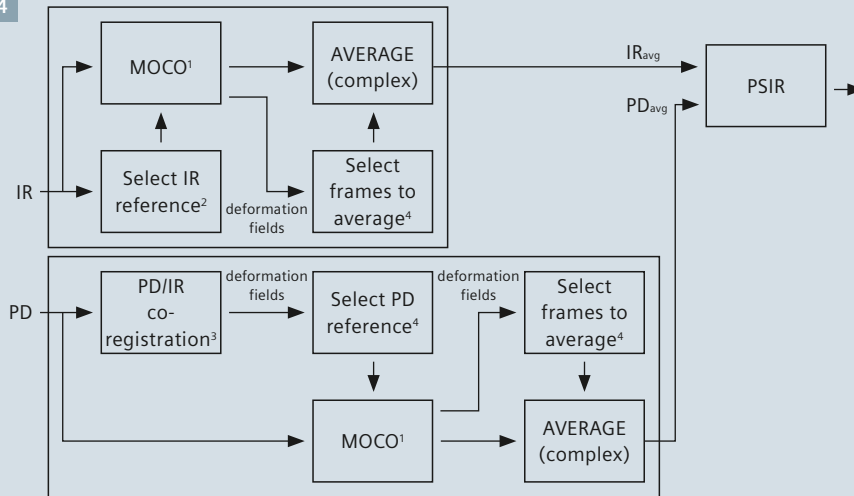 4
MOCO¹
AVERAGE
(complex)
IRavg
PSIR
PDavg
IR
Select IR
reference²
deformation
fields
Select
frames to
average⁴
PD
PD/IR
co-
registration³
deformation
fields
Select PD
reference⁴
deformation
fields
Select
frames to
average⁴
MOCO¹
AVERAGE
(complex)